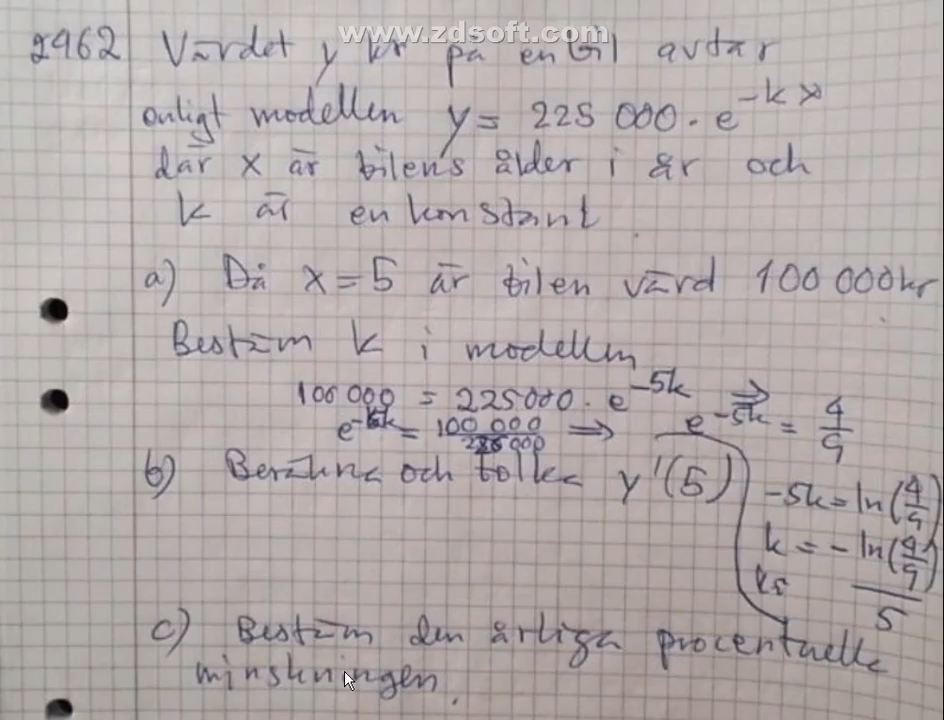 www.zdsoft.com
2962 Värdet y kr på en bil avtar
enligt modellen y = 225 000 · e^-kx
där x är bilens ålder i år och
k är en konstant
a) Då x = 5 är bilen värd 100 000 kr
Bestäm k i modellen
100 000 = 225 000 · e^-5k ⇒
e^-5k = 100 000 / 225 000 ⇒ e^-5k = 4/9
b) Beräkna och tolka y'(5)
-5k = ln(4/9)
k = - ln(4/9) / 5
c) Bestäm den årliga procentuella
minskningen.